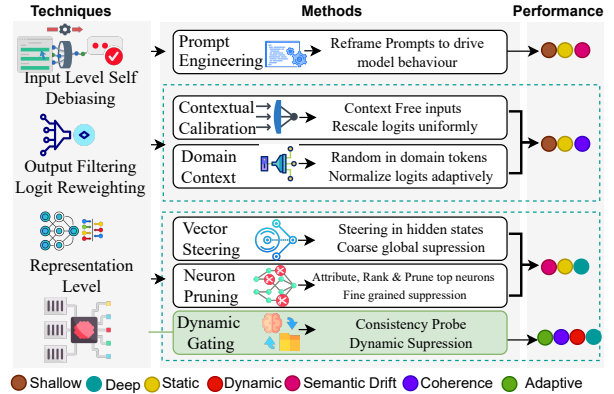 Techniques
Methods
Performance
Input Level Self
Debiasing
Prompt
Engineering
Reframe Prompts to drive
model behaviour
Output Filtering
Logit Reweighting
Contextual
Calibration
Context Free inputs
Rescale logits uniformly
Domain
Context
Random in domain tokens
Normalize logits adaptively
Representation
Level
Vector
Steering
Steering in hidden states
Coarse global supression
Neuron
Pruning
Attribute, Rank & Prune top neurons
Fine grained suppression
Dynamic
Gating
Consistency Probe
Dynamic Supression
Shallow Deep Static Dynamic Semantic Drift Coherence Adaptive